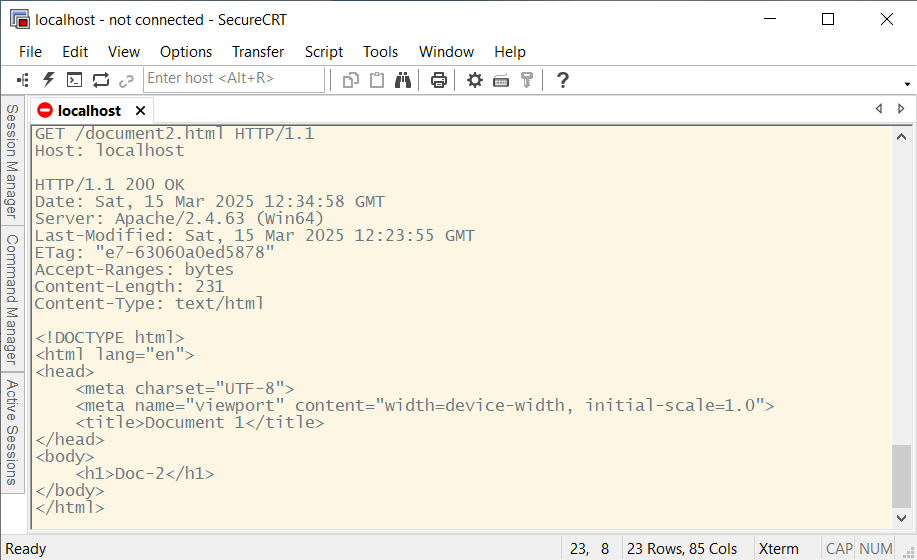 localhost - not connected - SecureCRT
File Edit View Options Transfer Script Tools Window Help
Enter host <Alt+R>
localhost
Session Manager
Command Manager
Active Sessions
GET /document2.html HTTP/1.1
Host: localhost

HTTP/1.1 200 OK
Date: Sat, 15 Mar 2025 12:34:58 GMT
Server: Apache/2.4.63 (Win64)
Last-Modified: Sat, 15 Mar 2025 12:23:55 GMT
ETag: "e7-63060a0ed5878"
Accept-Ranges: bytes
Content-Length: 231
Content-Type: text/html

<!DOCTYPE html>
<html lang="en">
<head>
    <meta charset="UTF-8">
    <meta name="viewport" content="width=device-width, initial-scale=1.0">
    <title>Document 1</title>
</head>
<body>
    <h1>Doc-2</h1>
</body>
</html>
Ready 23, 8 23 Rows, 85 Cols Xterm CAP NUM